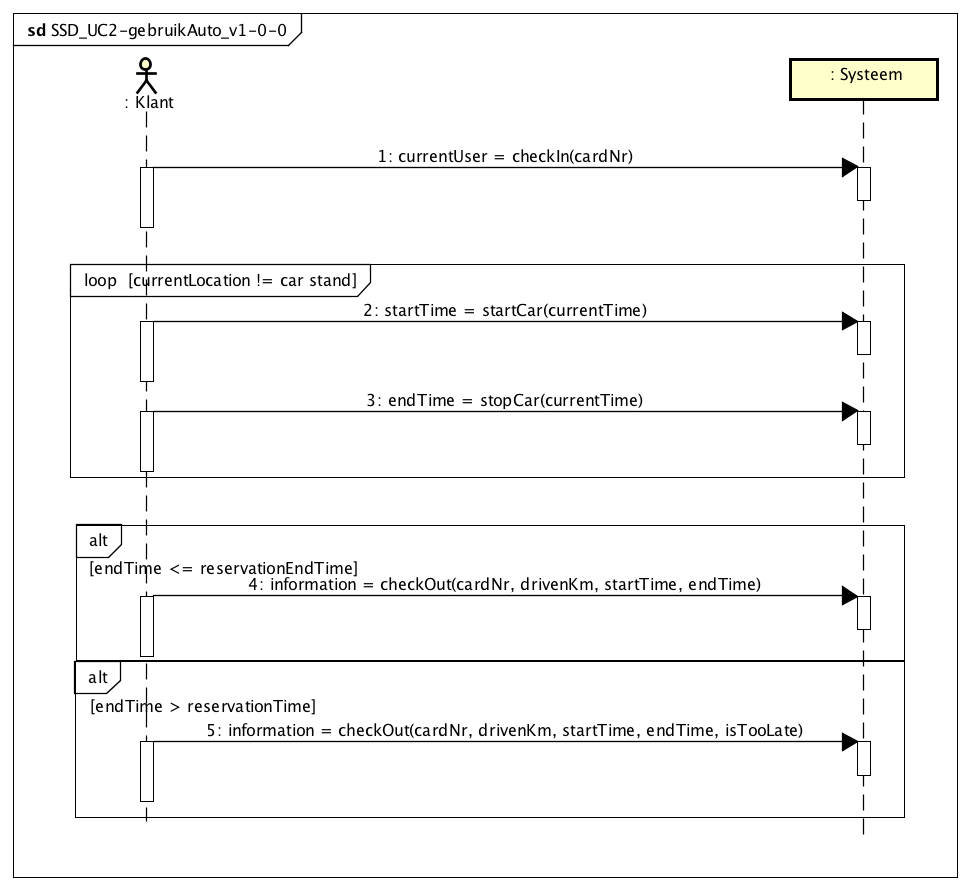 sd SSD_UC2-gebruikAuto_v1-0-0
: Klant
: Systeem
1: currentUser = checkIn(cardNr)
loop [currentLocation != car stand]
2: startTime = startCar(currentTime)
3: endTime = stopCar(currentTime)
alt
[endTime <= reservationEndTime]
4: information = checkOut(cardNr, drivenKm, startTime, endTime)
alt
[endTime > reservationTime]
5: information = checkOut(cardNr, drivenKm, startTime, endTime, isTooLate)